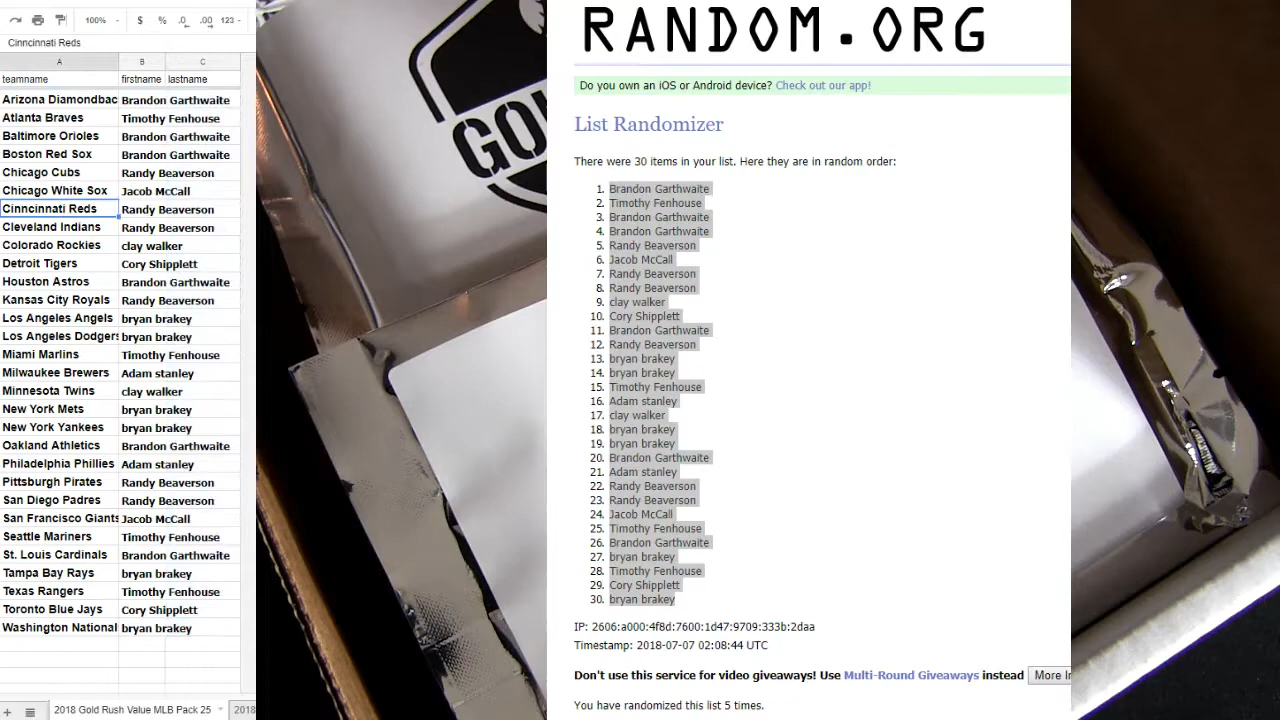 100%
$
%
.0
.00
123
Cinncinnati Reds
A
B
C
teamname firstname lastname
Arizona Diamondbac Brandon Garthwaite
Atlanta Braves Timothy Fenhouse
Baltimore Orioles Brandon Garthwaite
Boston Red Sox Brandon Garthwaite
Chicago Cubs Randy Beaverson
Chicago White Sox Jacob McCall
Cinncinnati Reds Randy Beaverson
Cleveland Indians Randy Beaverson
Colorado Rockies clay walker
Detroit Tigers Cory Shipplett
Houston Astros Brandon Garthwaite
Kansas City Royals Randy Beaverson
Los Angeles Angels bryan brakey
Los Angeles Dodgers bryan brakey
Miami Marlins Timothy Fenhouse
Milwaukee Brewers Adam stanley
Minnesota Twins clay walker
New York Mets bryan brakey
New York Yankees bryan brakey
Oakland Athletics Brandon Garthwaite
Philadelphia Phillies Adam stanley
Pittsburgh Pirates Randy Beaverson
San Diego Padres Randy Beaverson
San Francisco Giants Jacob McCall
Seattle Mariners Timothy Fenhouse
St. Louis Cardinals Brandon Garthwaite
Tampa Bay Rays bryan brakey
Texas Rangers Timothy Fenhouse
Toronto Blue Jays Cory Shipplett
Washington National bryan brakey
2018 Gold Rush Value MLB Pack 25
2018
GOL
RANDOM.ORG
Do you own an iOS or Android device? Check out our app!
List Randomizer
There were 30 items in your list. Here they are in random order:
1. Brandon Garthwaite
2. Timothy Fenhouse
3. Brandon Garthwaite
4. Brandon Garthwaite
5. Randy Beaverson
6. Jacob McCall
7. Randy Beaverson
8. Randy Beaverson
9. clay walker
10. Cory Shipplett
11. Brandon Garthwaite
12. Randy Beaverson
13. bryan brakey
14. bryan brakey
15. Timothy Fenhouse
16. Adam stanley
17. clay walker
18. bryan brakey
19. bryan brakey
20. Brandon Garthwaite
21. Adam stanley
22. Randy Beaverson
23. Randy Beaverson
24. Jacob McCall
25. Timothy Fenhouse
26. Brandon Garthwaite
27. bryan brakey
28. Timothy Fenhouse
29. Cory Shipplett
30. bryan brakey
IP: 2606:a000:4f8d:7600:1d47:9709:333b:2daa
Timestamp: 2018-07-07 02:08:44 UTC
Don't use this service for video giveaways! Use Multi-Round Giveaways instead More In
You have randomized this list 5 times.